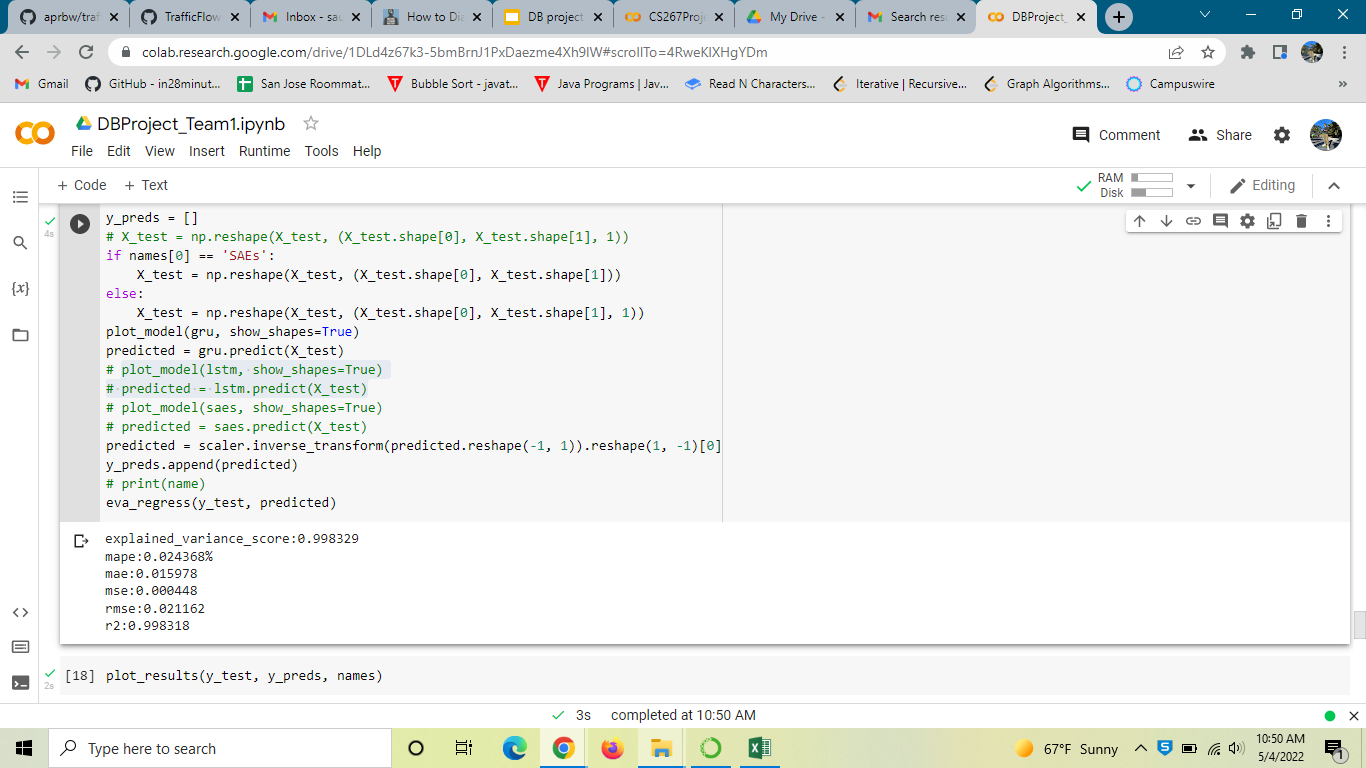 aprbw/traf
TrafficFlow
Inbox - sau
How to Dia
DB project
CS267Proj
My Drive -
Search resu
DBProject_
colab.research.google.com/drive/1DLd4z67k3-5bmBrnJ1PxDaezme4Xh9lW#scrollTo=4RweKlXHgYDm
Gmail
GitHub - in28minut...
San Jose Roommat...
Bubble Sort - javat...
Java Programs | Jav...
Read N Characters...
Iterative | Recursive...
Graph Algorithms...
Campuswire
»
DBProject_Team1.ipynb
Comment
Share
File Edit View Insert Runtime Tools Help
+ Code + Text
RAM
Disk
Editing
4s
y_preds = []
# X_test = np.reshape(X_test, (X_test.shape[0], X_test.shape[1], 1))
if names[0] == 'SAEs':
X_test = np.reshape(X_test, (X_test.shape[0], X_test.shape[1]))
else:
X_test = np.reshape(X_test, (X_test.shape[0], X_test.shape[1], 1))
plot_model(gru, show_shapes=True)
predicted = gru.predict(X_test)
# plot_model(lstm, show_shapes=True)
# predicted = lstm.predict(X_test)
# plot_model(saes, show_shapes=True)
# predicted = saes.predict(X_test)
predicted = scaler.inverse_transform(predicted.reshape(-1, 1)).reshape(1, -1)[0]
y_preds.append(predicted)
# print(name)
eva_regress(y_test, predicted)
{x}
explained_variance_score:0.998329
mape:0.024368%
mae:0.015978
mse:0.000448
rmse:0.021162
r2:0.998318
2s
[18] plot_results(y_test, y_preds, names)
3s completed at 10:50 AM
Type here to search
67°F Sunny
10:50 AM
5/4/2022
1